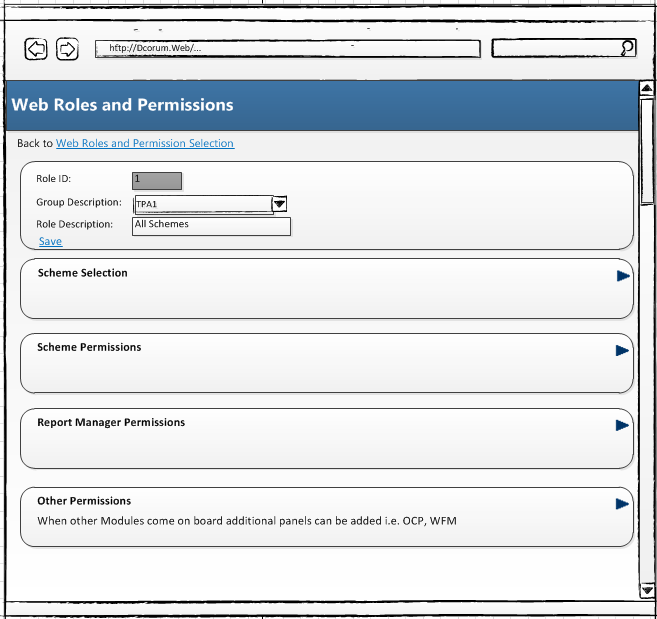 http://Dcorum.Web/...
Web Roles and Permissions
Back to Web Roles and Permission Selection
Role ID: 1
Group Description: TPA1
Role Description: All Schemes
Save
Scheme Selection
Scheme Permissions
Report Manager Permissions
Other Permissions
When other Modules come on board additional panels can be added i.e. OCP, WFM